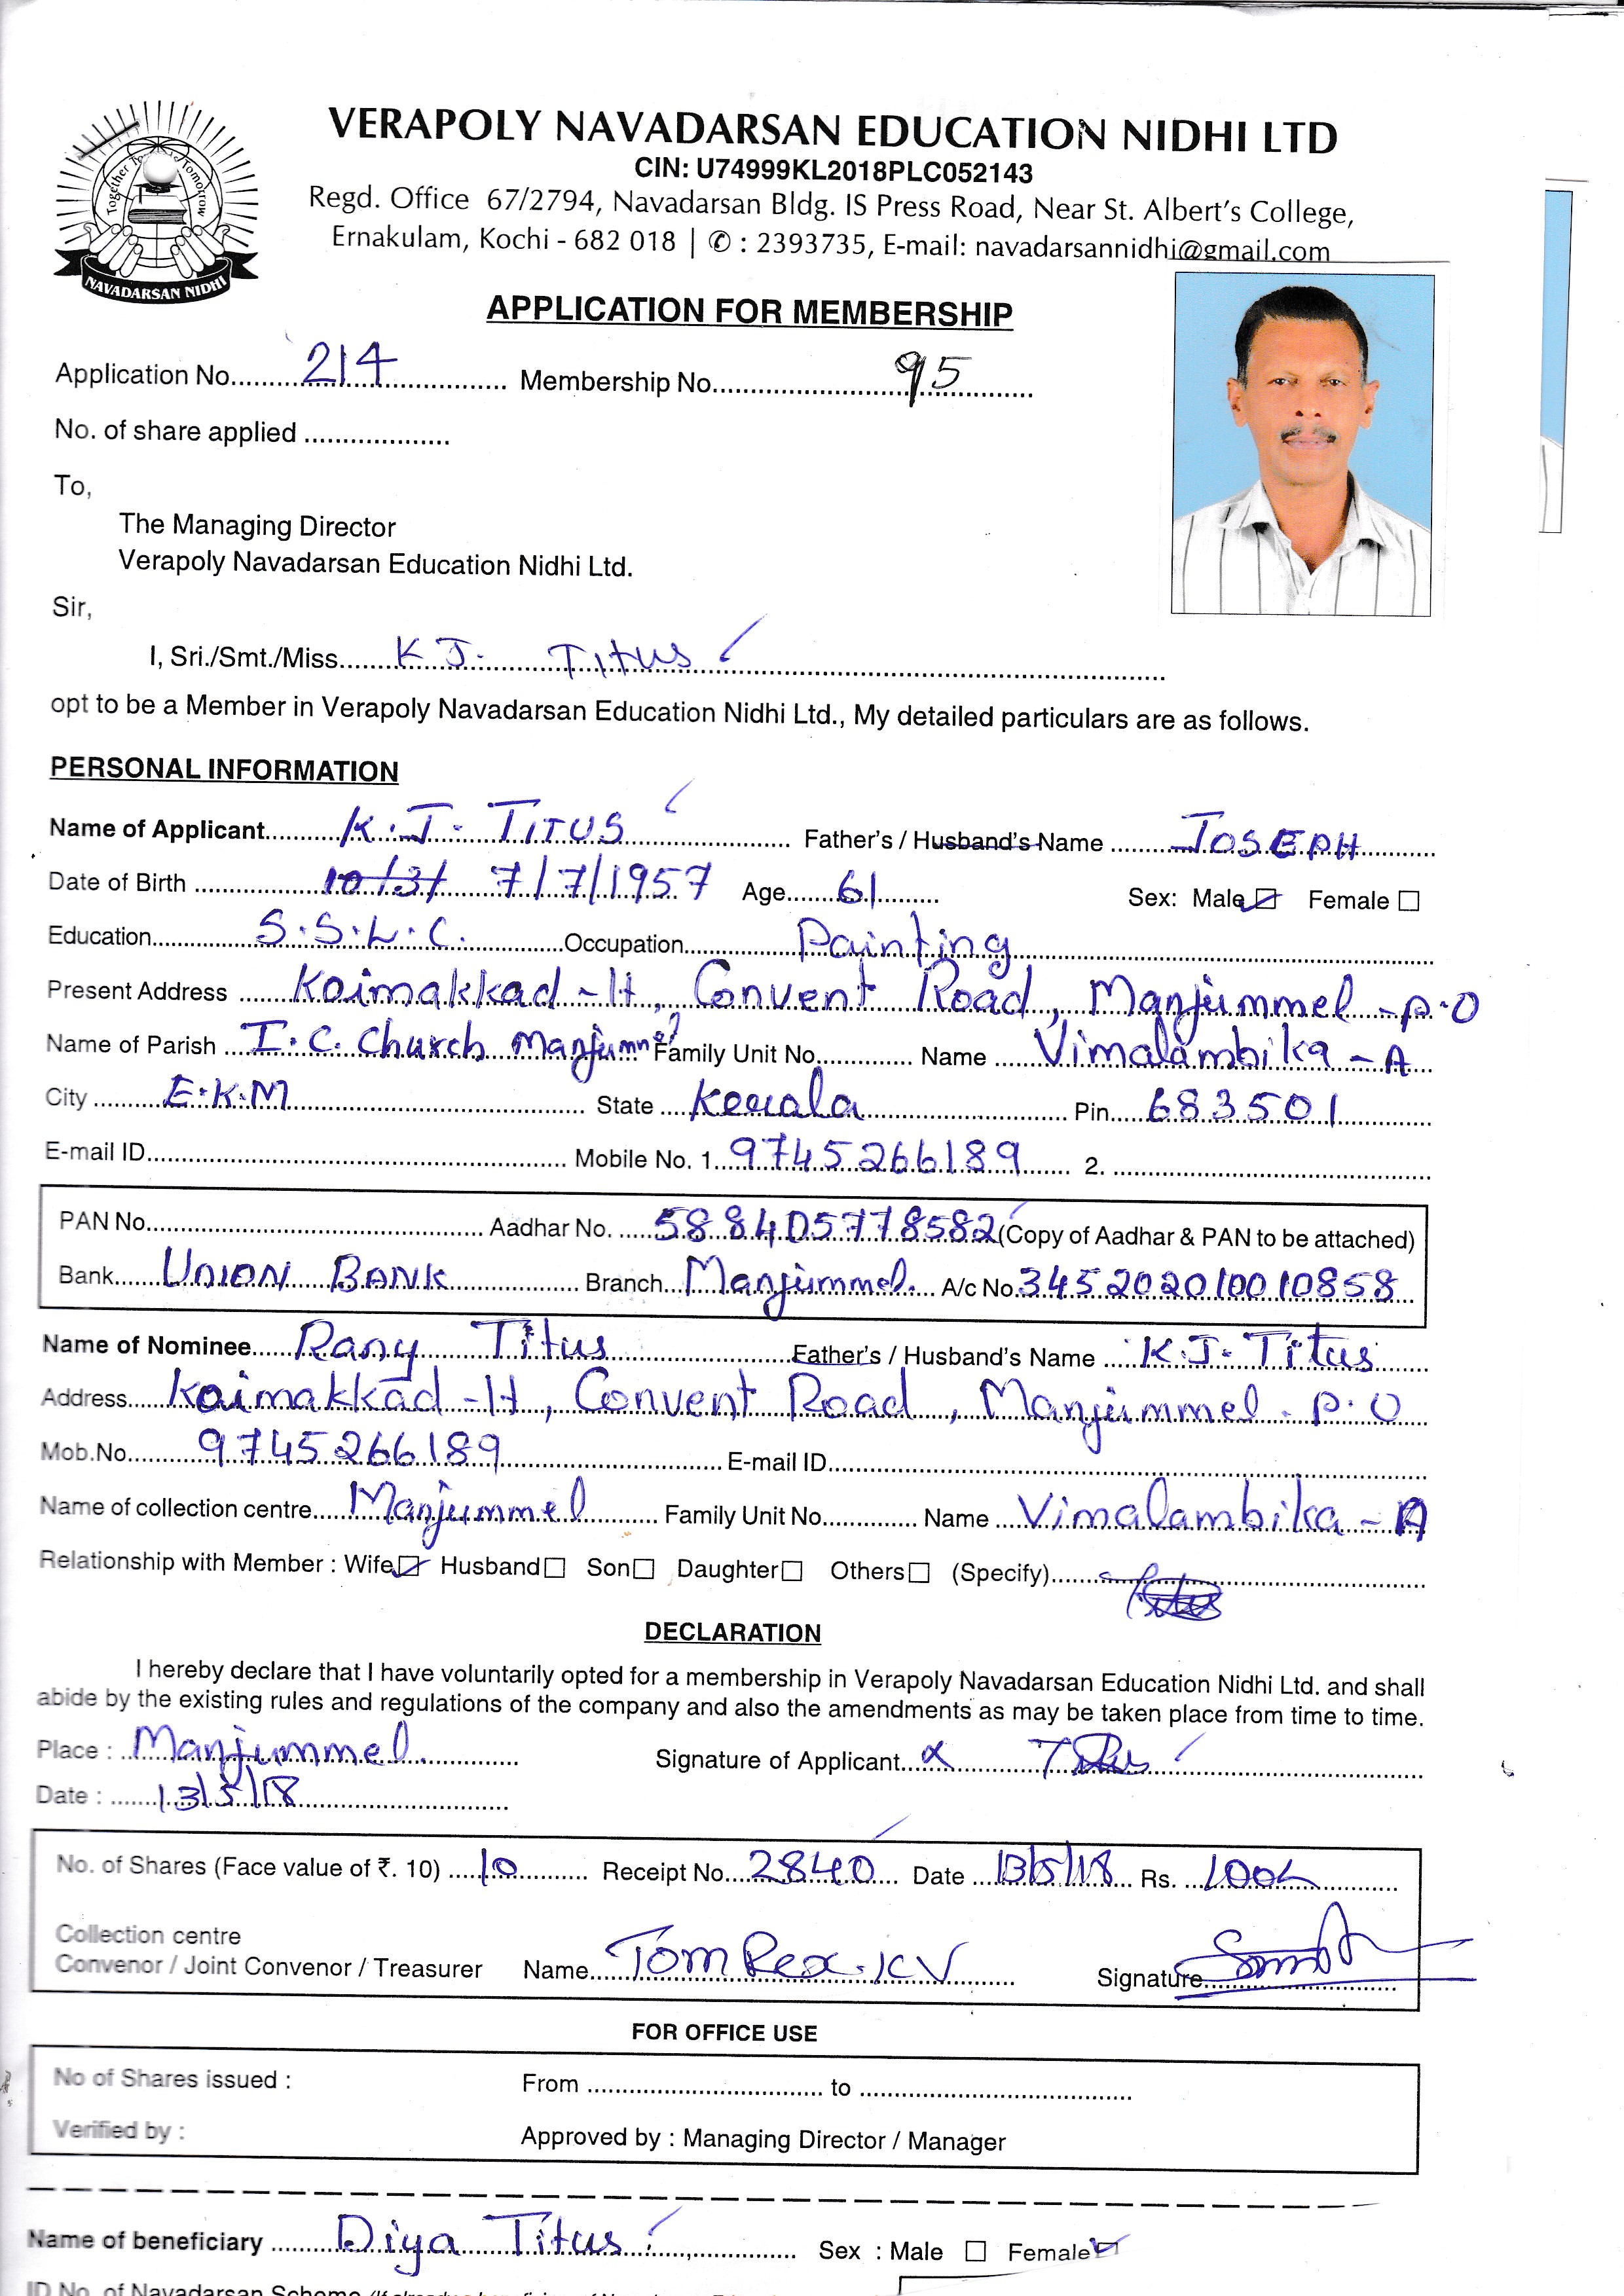 Together To Tomorrow
NAVADARSAN NIDHI
VERAPOLY NAVADARSAN EDUCATION NIDHI LTD
CIN: U74999KL2018PLC052143
Regd. Office 67/2794, Navadarsan Bldg. IS Press Road, Near St. Albert's College,
Ernakulam, Kochi - 682 018 | ✆ : 2393735, E-mail: navadarsannidhi@gmail.com
APPLICATION FOR MEMBERSHIP
Application No. 214 Membership No. 95
No. of share applied
To,
The Managing Director
Verapoly Navadarsan Education Nidhi Ltd.
Sir,
I, Sri./Smt./Miss. K J. Titus
opt to be a Member in Verapoly Navadarsan Education Nidhi Ltd., My detailed particulars are as follows.
PERSONAL INFORMATION
Name of Applicant K.J. TITUS Father's / Husband's Name JOSEPH
Date of Birth 10/3/ 7/7/1957 Age 61 Sex: Male ☑ Female ☐
Education S.S.L.C. Occupation Painting
Present Address Koimakkad - H, Convent Road, Manjummel - P.O
Name of Parish I.C. Church Manjummel Family Unit No. Name Vimalambika - A
City E.K.M State Kerala Pin 683501
E-mail ID Mobile No. 1. 9745266189 2.
PAN No. Aadhar No. 588405778582 (Copy of Aadhar & PAN to be attached)
Bank UNION BANK Branch Manjummel. A/c No. 345202010010858
Name of Nominee Rany Titus Father's / Husband's Name K.J. Titus
Address Koimakkad - H, Convent Road, Manjummel. P.O
Mob.No. 9745266189 E-mail ID
Name of collection centre Manjummel Family Unit No. Name Vimalambika - A
Relationship with Member : Wife ☑ Husband ☐ Son ☐ Daughter ☐ Others ☐ (Specify)
DECLARATION
I hereby declare that I have voluntarily opted for a membership in Verapoly Navadarsan Education Nidhi Ltd. and shall
abide by the existing rules and regulations of the company and also the amendments as may be taken place from time to time.
Place : Manjummel. Signature of Applicant Titus
Date : 13/5/18
No. of Shares (Face value of ₹. 10) 10 Receipt No. 2840 Date 13/5/18 Rs. 100
Collection centre
Convenor / Joint Convenor / Treasurer Name Tom Rex. KV Signature
FOR OFFICE USE
No of Shares issued : From to
Verified by : Approved by : Managing Director / Manager
Name of beneficiary Diya Titus Sex : Male ☐ Female ☑
ID No. of Navadarsan Scheme